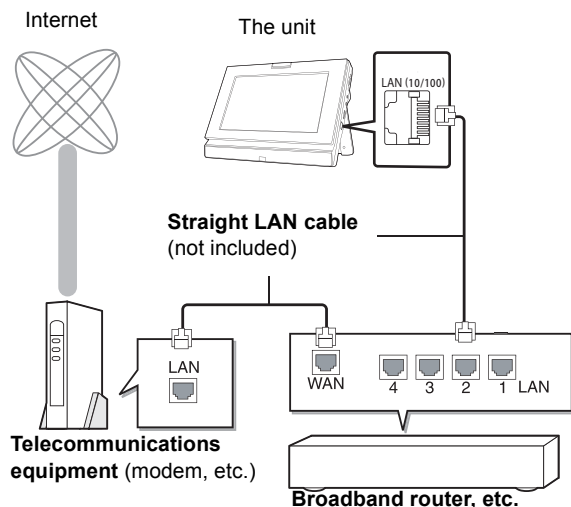 Internet
The unit
LAN (10/100)
Straight LAN cable
(not included)
LAN
WAN
4 3 2 1 LAN
Telecommunications
equipment (modem, etc.)
Broadband router, etc.